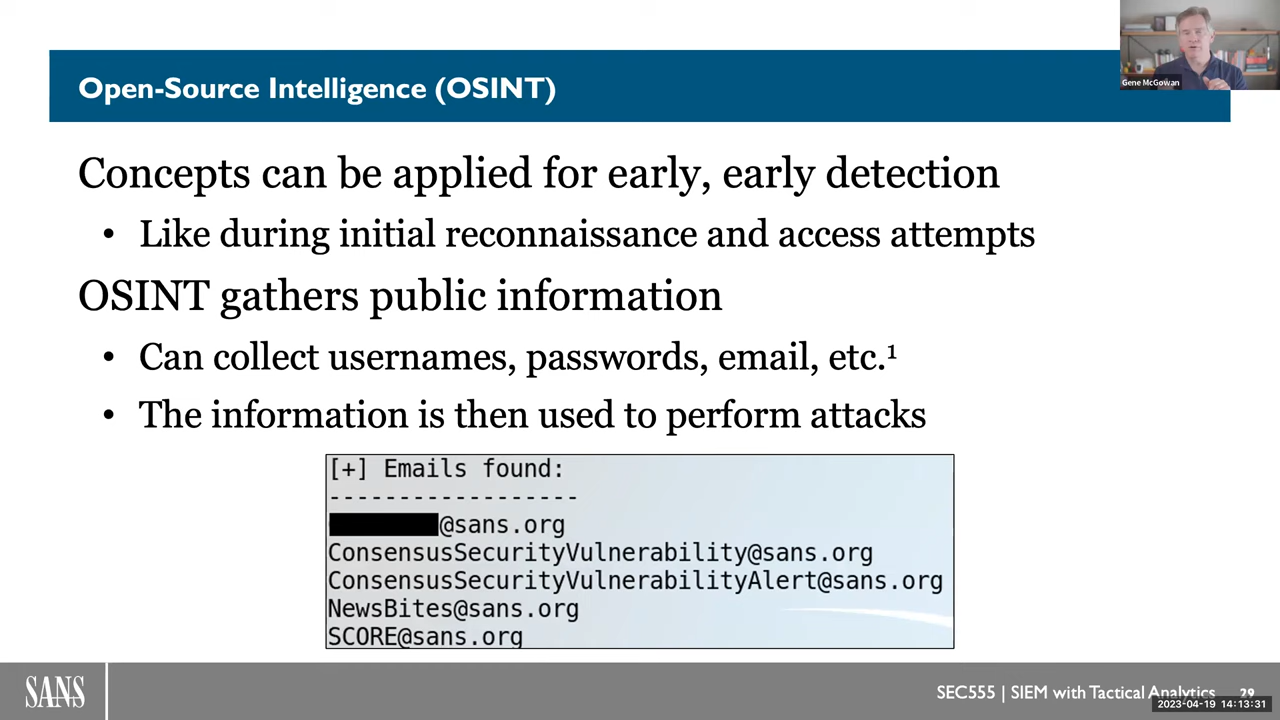 Open-Source Intelligence (OSINT)
Gene McGowan
Concepts can be applied for early, early detection
• Like during initial reconnaissance and access attempts
OSINT gathers public information
• Can collect usernames, passwords, email, etc.¹
• The information is then used to perform attacks
[+] Emails found:
------------------
@sans.org
ConsensusSecurityVulnerability@sans.org
ConsensusSecurityVulnerabilityAlert@sans.org
NewsBites@sans.org
SCORE@sans.org
SANS
SEC555 | SIEM with Tactical Analytics 29
2023-04-19 14:13:31